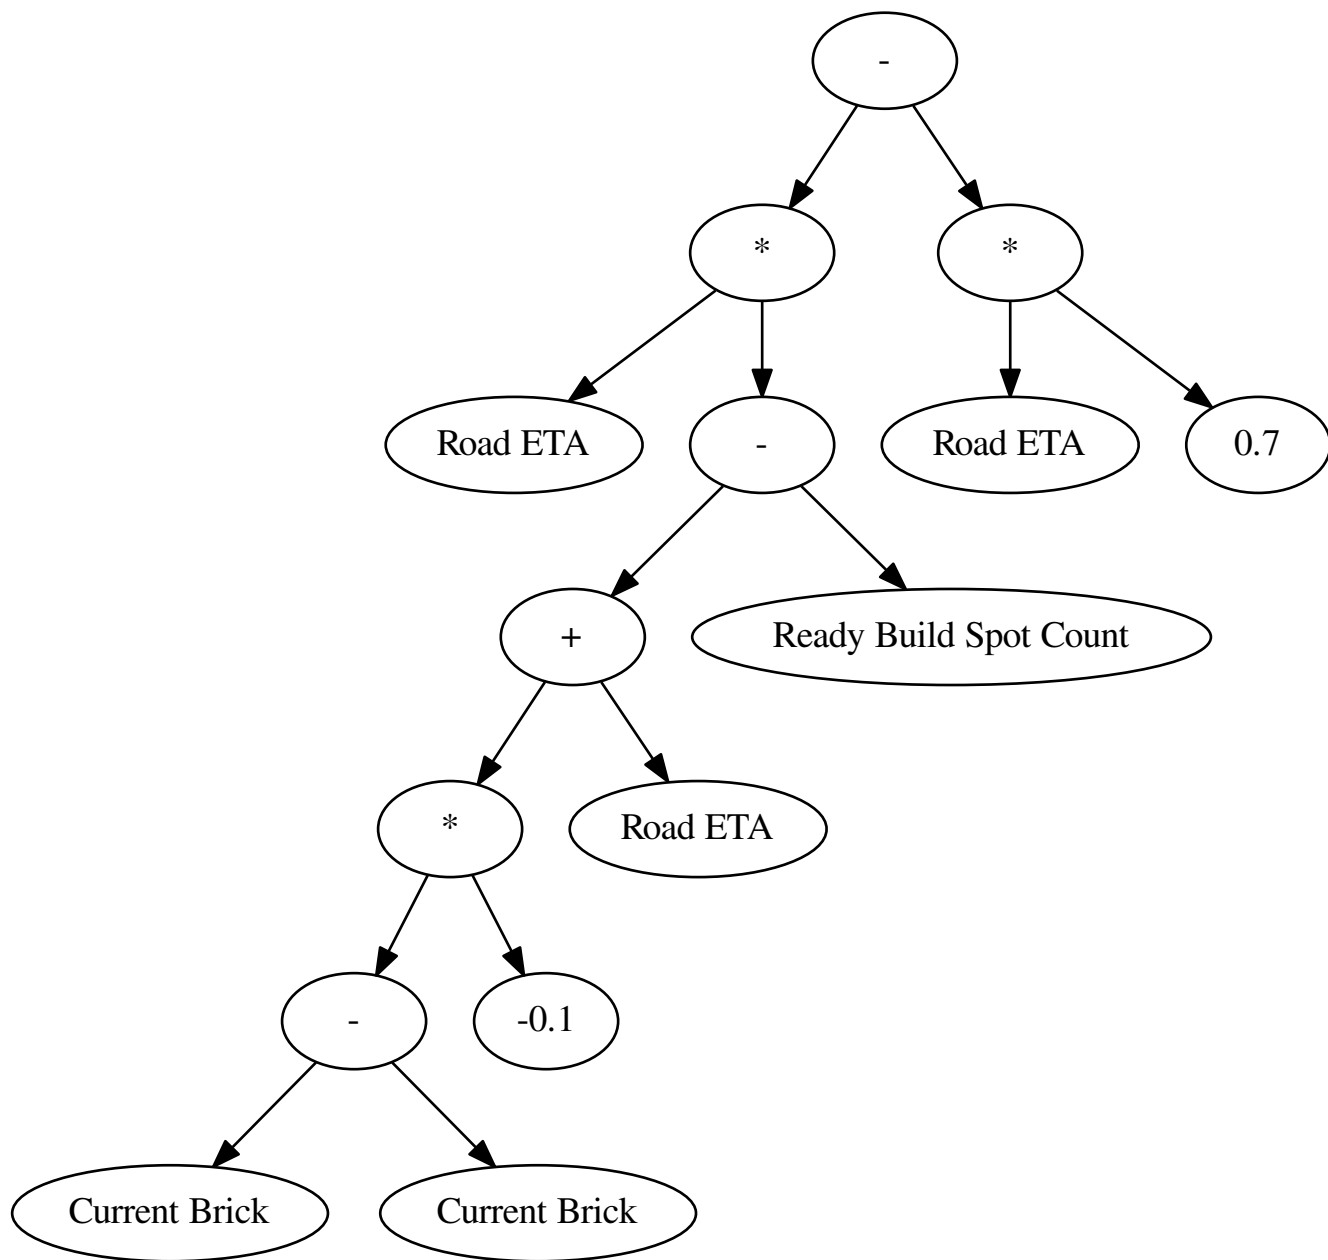 -
*
*
Road ETA
-
Road ETA
0.7
+
Ready Build Spot Count
*
Road ETA
-
-0.1
Current Brick
Current Brick